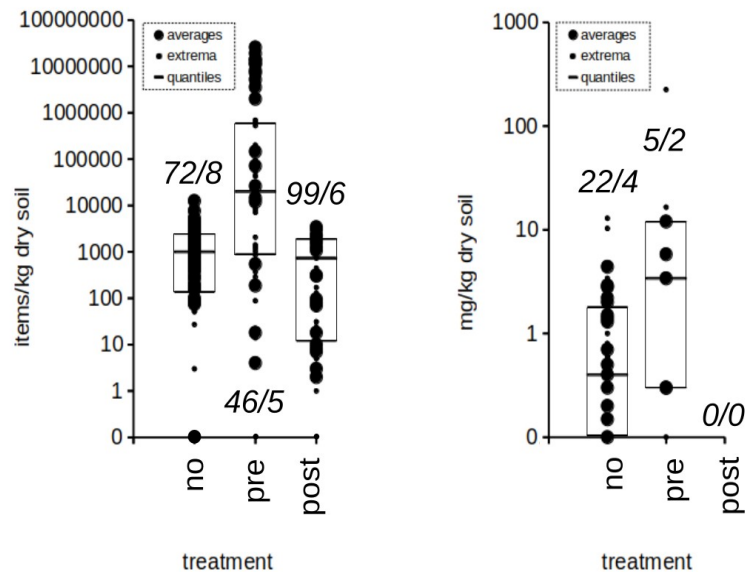 100000000
10000000
1000000
100000
10000
1000
100
10
1
0
items/kg dry soil
averages
extrema
quantiles
72/8
99/6
46/5
no
pre
post
treatment
1000
100
10
1
0
mg/kg dry soil
averages
extrema
quantiles
5/2
22/4
0/0
no
pre
post
treatment